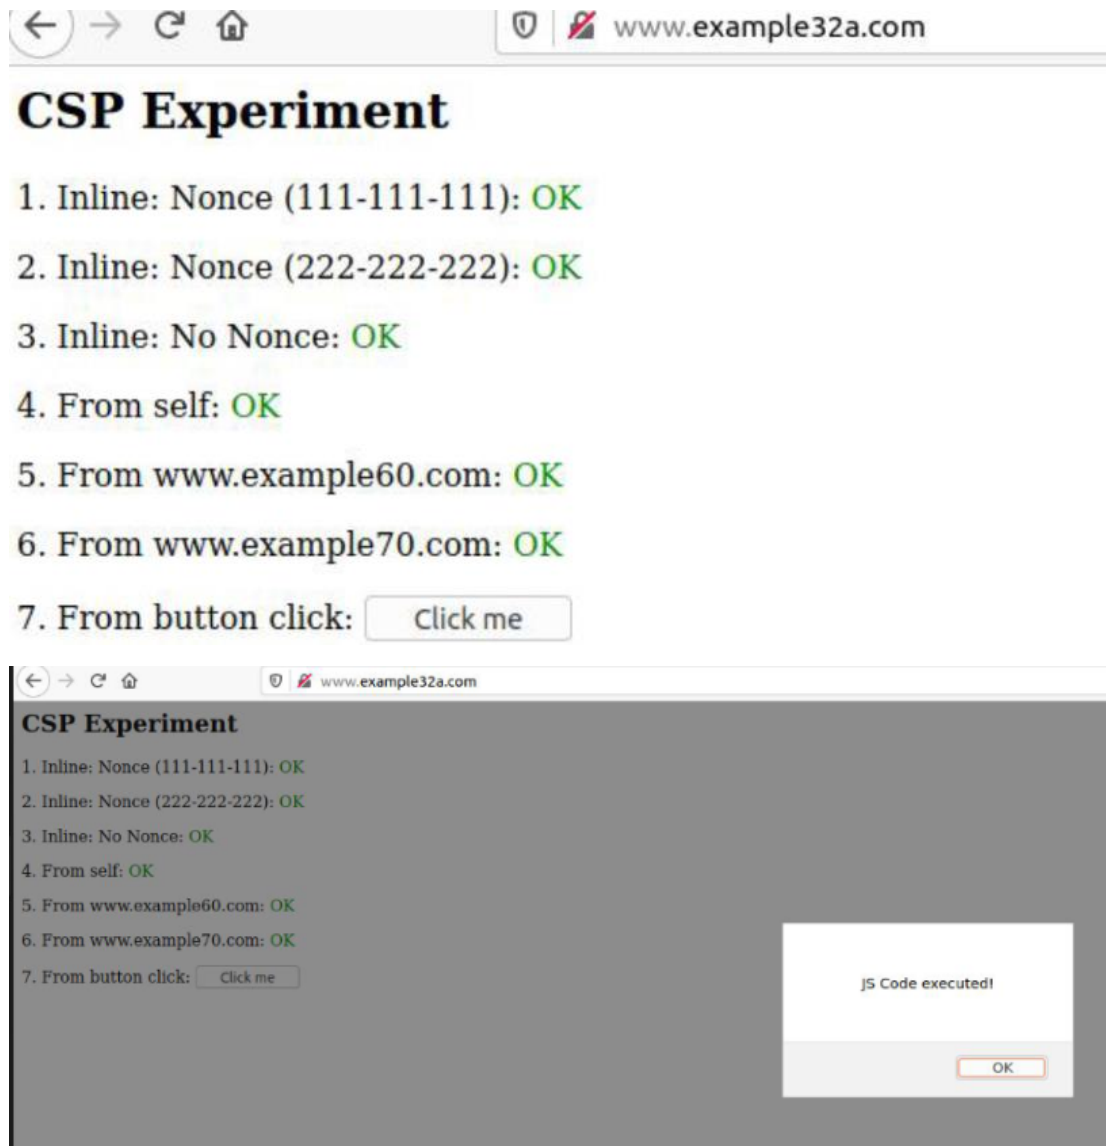 www.example32a.com
CSP Experiment
1. Inline: Nonce (111-111-111): OK
2. Inline: Nonce (222-222-222): OK
3. Inline: No Nonce: OK
4. From self: OK
5. From www.example60.com: OK
6. From www.example70.com: OK
7. From button click: Click me
www.example32a.com
CSP Experiment
1. Inline: Nonce (111-111-111): OK
2. Inline: Nonce (222-222-222): OK
3. Inline: No Nonce: OK
4. From self: OK
5. From www.example60.com: OK
6. From www.example70.com: OK
7. From button click: Click me
JS Code executed!
OK